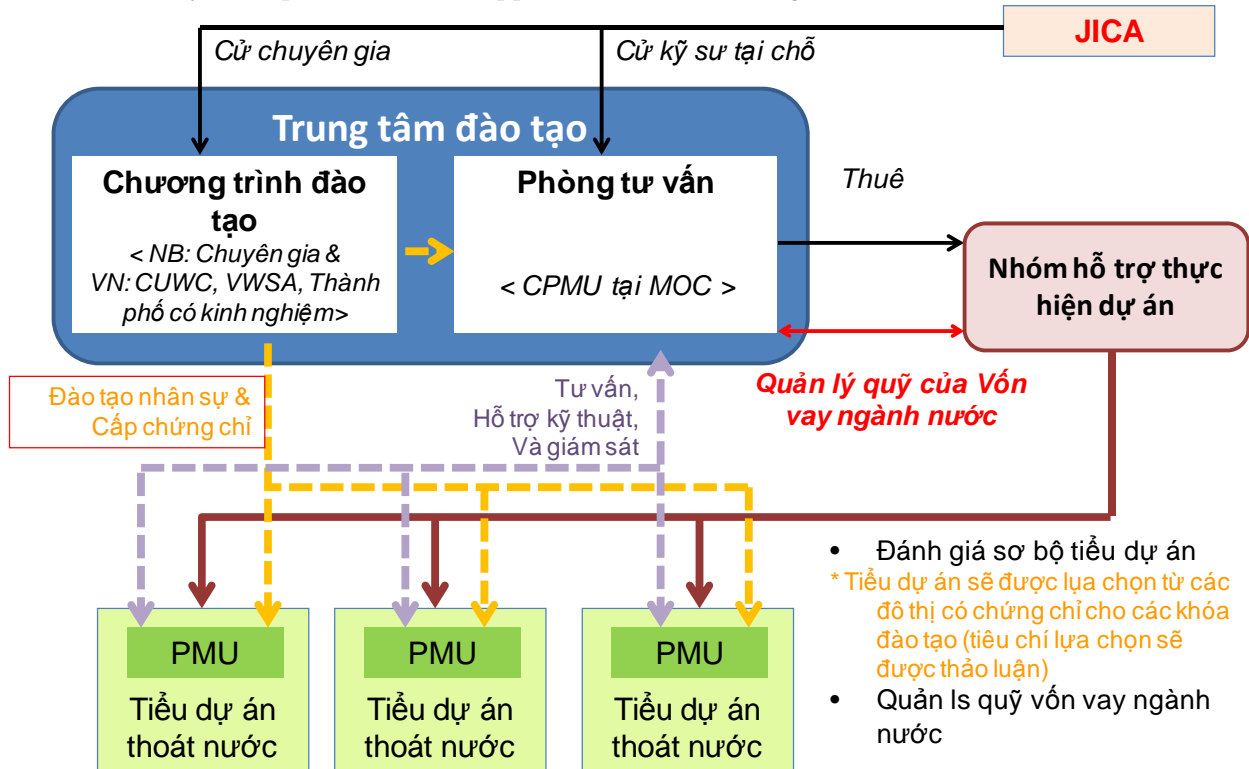 JICA
Cử chuyên gia
Cử kỹ sư tại chỗ
Trung tâm đào tạo
Chương trình đào
tạo
< NB: Chuyên gia &
VN: CUWC, VWSA, Thành
phố có kinh nghiệm>
Phòng tư vấn
< CPMU tại MOC >
Thuê
Nhóm hỗ trợ thực
hiện dự án
Quản lý quỹ của Vốn
vay ngành nước
Đào tạo nhân sự &
Cấp chứng chỉ
Tư vấn,
Hỗ trợ kỹ thuật,
Và giám sát
PMU
Tiểu dự án
thoát nước
PMU
Tiểu dự án
thoát nước
PMU
Tiểu dự án
thoát nước
• Đánh giá sơ bộ tiểu dự án
* Tiểu dự án sẽ được lụa chọn từ các
đô thị có chứng chỉ cho các khóa
đào tạo (tiêu chí lựa chọn sẽ
được thảo luận)
• Quản ls quỹ vốn vay ngành
nước